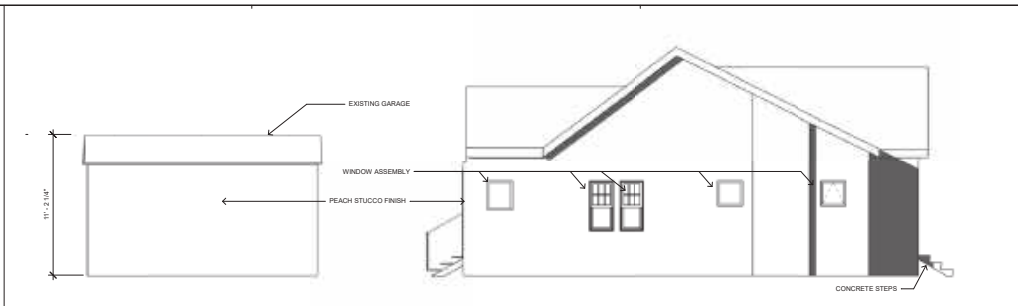 EXISTING GARAGE
WINDOW ASSEMBLY
PEACH STUCCO FINISH
11' - 2 1/4"
CONCRETE STEPS